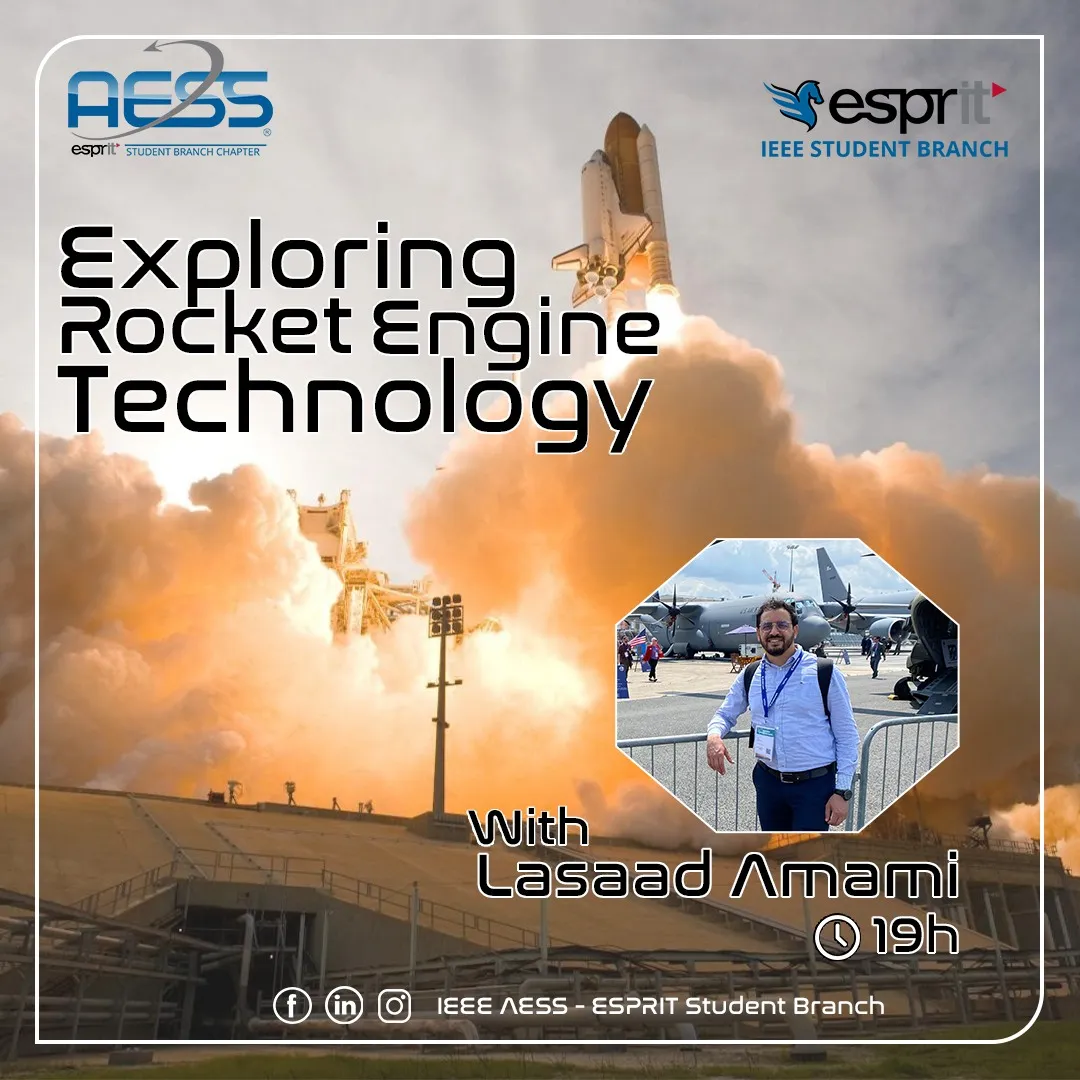 AESS®
esprit STUDENT BRANCH CHAPTER
esprit
IEEE STUDENT BRANCH
Exploring
Rocket Engine
Technology
With
Lasaad Amami
19h
IEEE AESS - ESPRIT Student Branch